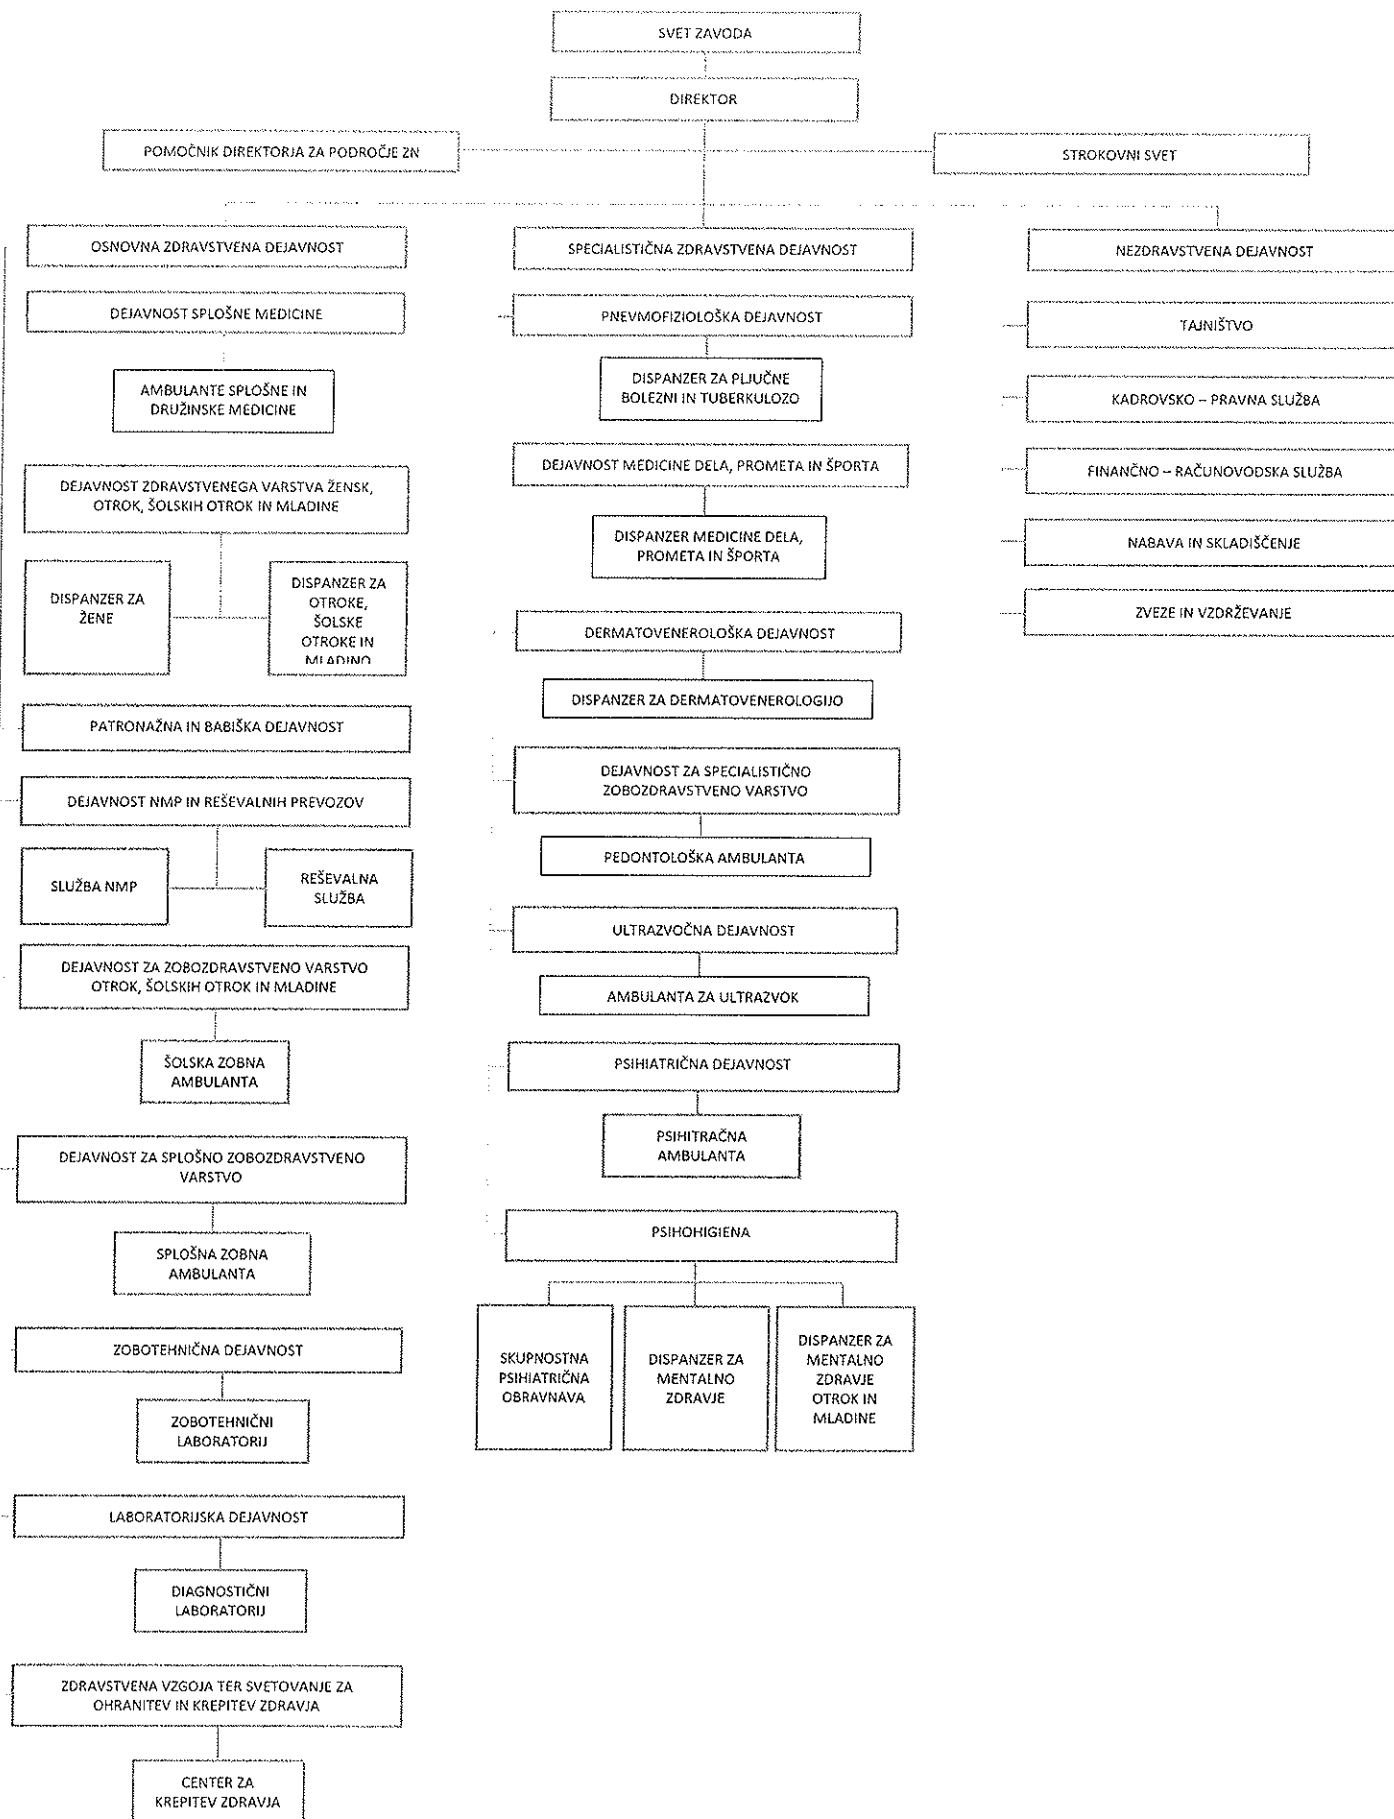 SVET ZAVODA
DIREKTOR
POMOČNIK DIREKTORJA ZA PODROČJE ZN
STROKOVNI SVET
OSNOVNA ZDRAVSTVENA DEJAVNOST
DEJAVNOST SPLOŠNE MEDICINE
AMBULANTE SPLOŠNE IN
DRUŽINSKE MEDICINE
DEJAVNOST ZDRAVSTVENEGA VARSTVA ŽENSK,
OTROK, ŠOLSKIH OTROK IN MLADINE
DISPANZER ZA
ŽENE
DISPANZER ZA
OTROKE,
ŠOLSKE
OTROKE IN
MLADINO
PATRONAŽNA IN BABIŠKA DEJAVNOST
DEJAVNOST NMP IN REŠEVALNIH PREVOZOV
SLUŽBA NMP
REŠEVALNA
SLUŽBA
DEJAVNOST ZA ZOBOZDRAVSTVENO VARSTVO
OTROK, ŠOLSKIH OTROK IN MLADINE
ŠOLSKA ZOBNA
AMBULANTA
DEJAVNOST ZA SPLOŠNO ZOBOZDRAVSTVENO
VARSTVO
SPLOŠNA ZOBNA
AMBULANTA
ZOBOTEHNIČNA DEJAVNOST
ZOBOTEHNIČNI
LABORATORIJ
LABORATORIJSKA DEJAVNOST
DIAGNOSTIČNI
LABORATORIJ
ZDRAVSTVENA VZGOJA TER SVETOVANJE ZA
OHRANITEV IN KREPITEV ZDRAVJA
CENTER ZA
KREPITEV ZDRAVJA
SPECIALISTIČNA ZDRAVSTVENA DEJAVNOST
PNEVMOFIZIOLOŠKA DEJAVNOST
DISPANZER ZA PLJUČNE
BOLEZNI IN TUBERKULOZO
DEJAVNOST MEDICINE DELA, PROMETA IN ŠPORTA
DISPANZER MEDICINE DELA,
PROMETA IN ŠPORTA
DERMATOVENEROLOŠKA DEJAVNOST
DISPANZER ZA DERMATOVENEROLOGIJO
DEJAVNOST ZA SPECIALISTIČNO
ZOBOZDRAVSTVENO VARSTVO
PEDONTOLOŠKA AMBULANTA
ULTRAZVOČNA DEJAVNOST
AMBULANTA ZA ULTRAZVOK
PSIHIATRIČNA DEJAVNOST
PSIHITRAČNA
AMBULANTA
PSIHOHIGIENA
SKUPNOSTNA
PSIHIATRIČNA
OBRAVNAVA
DISPANZER ZA
MENTALNO
ZDRAVJE
DISPANZER ZA
MENTALNO
ZDRAVJE
OTROK IN
MLADINE
NEZDRAVSTVENA DEJAVNOST
TAJNIŠTVO
KADROVSKO – PRAVNA SLUŽBA
FINANČNO – RAČUNOVODSKA SLUŽBA
NABAVA IN SKLADIŠČENJE
ZVEZE IN VZDRŽEVANJE